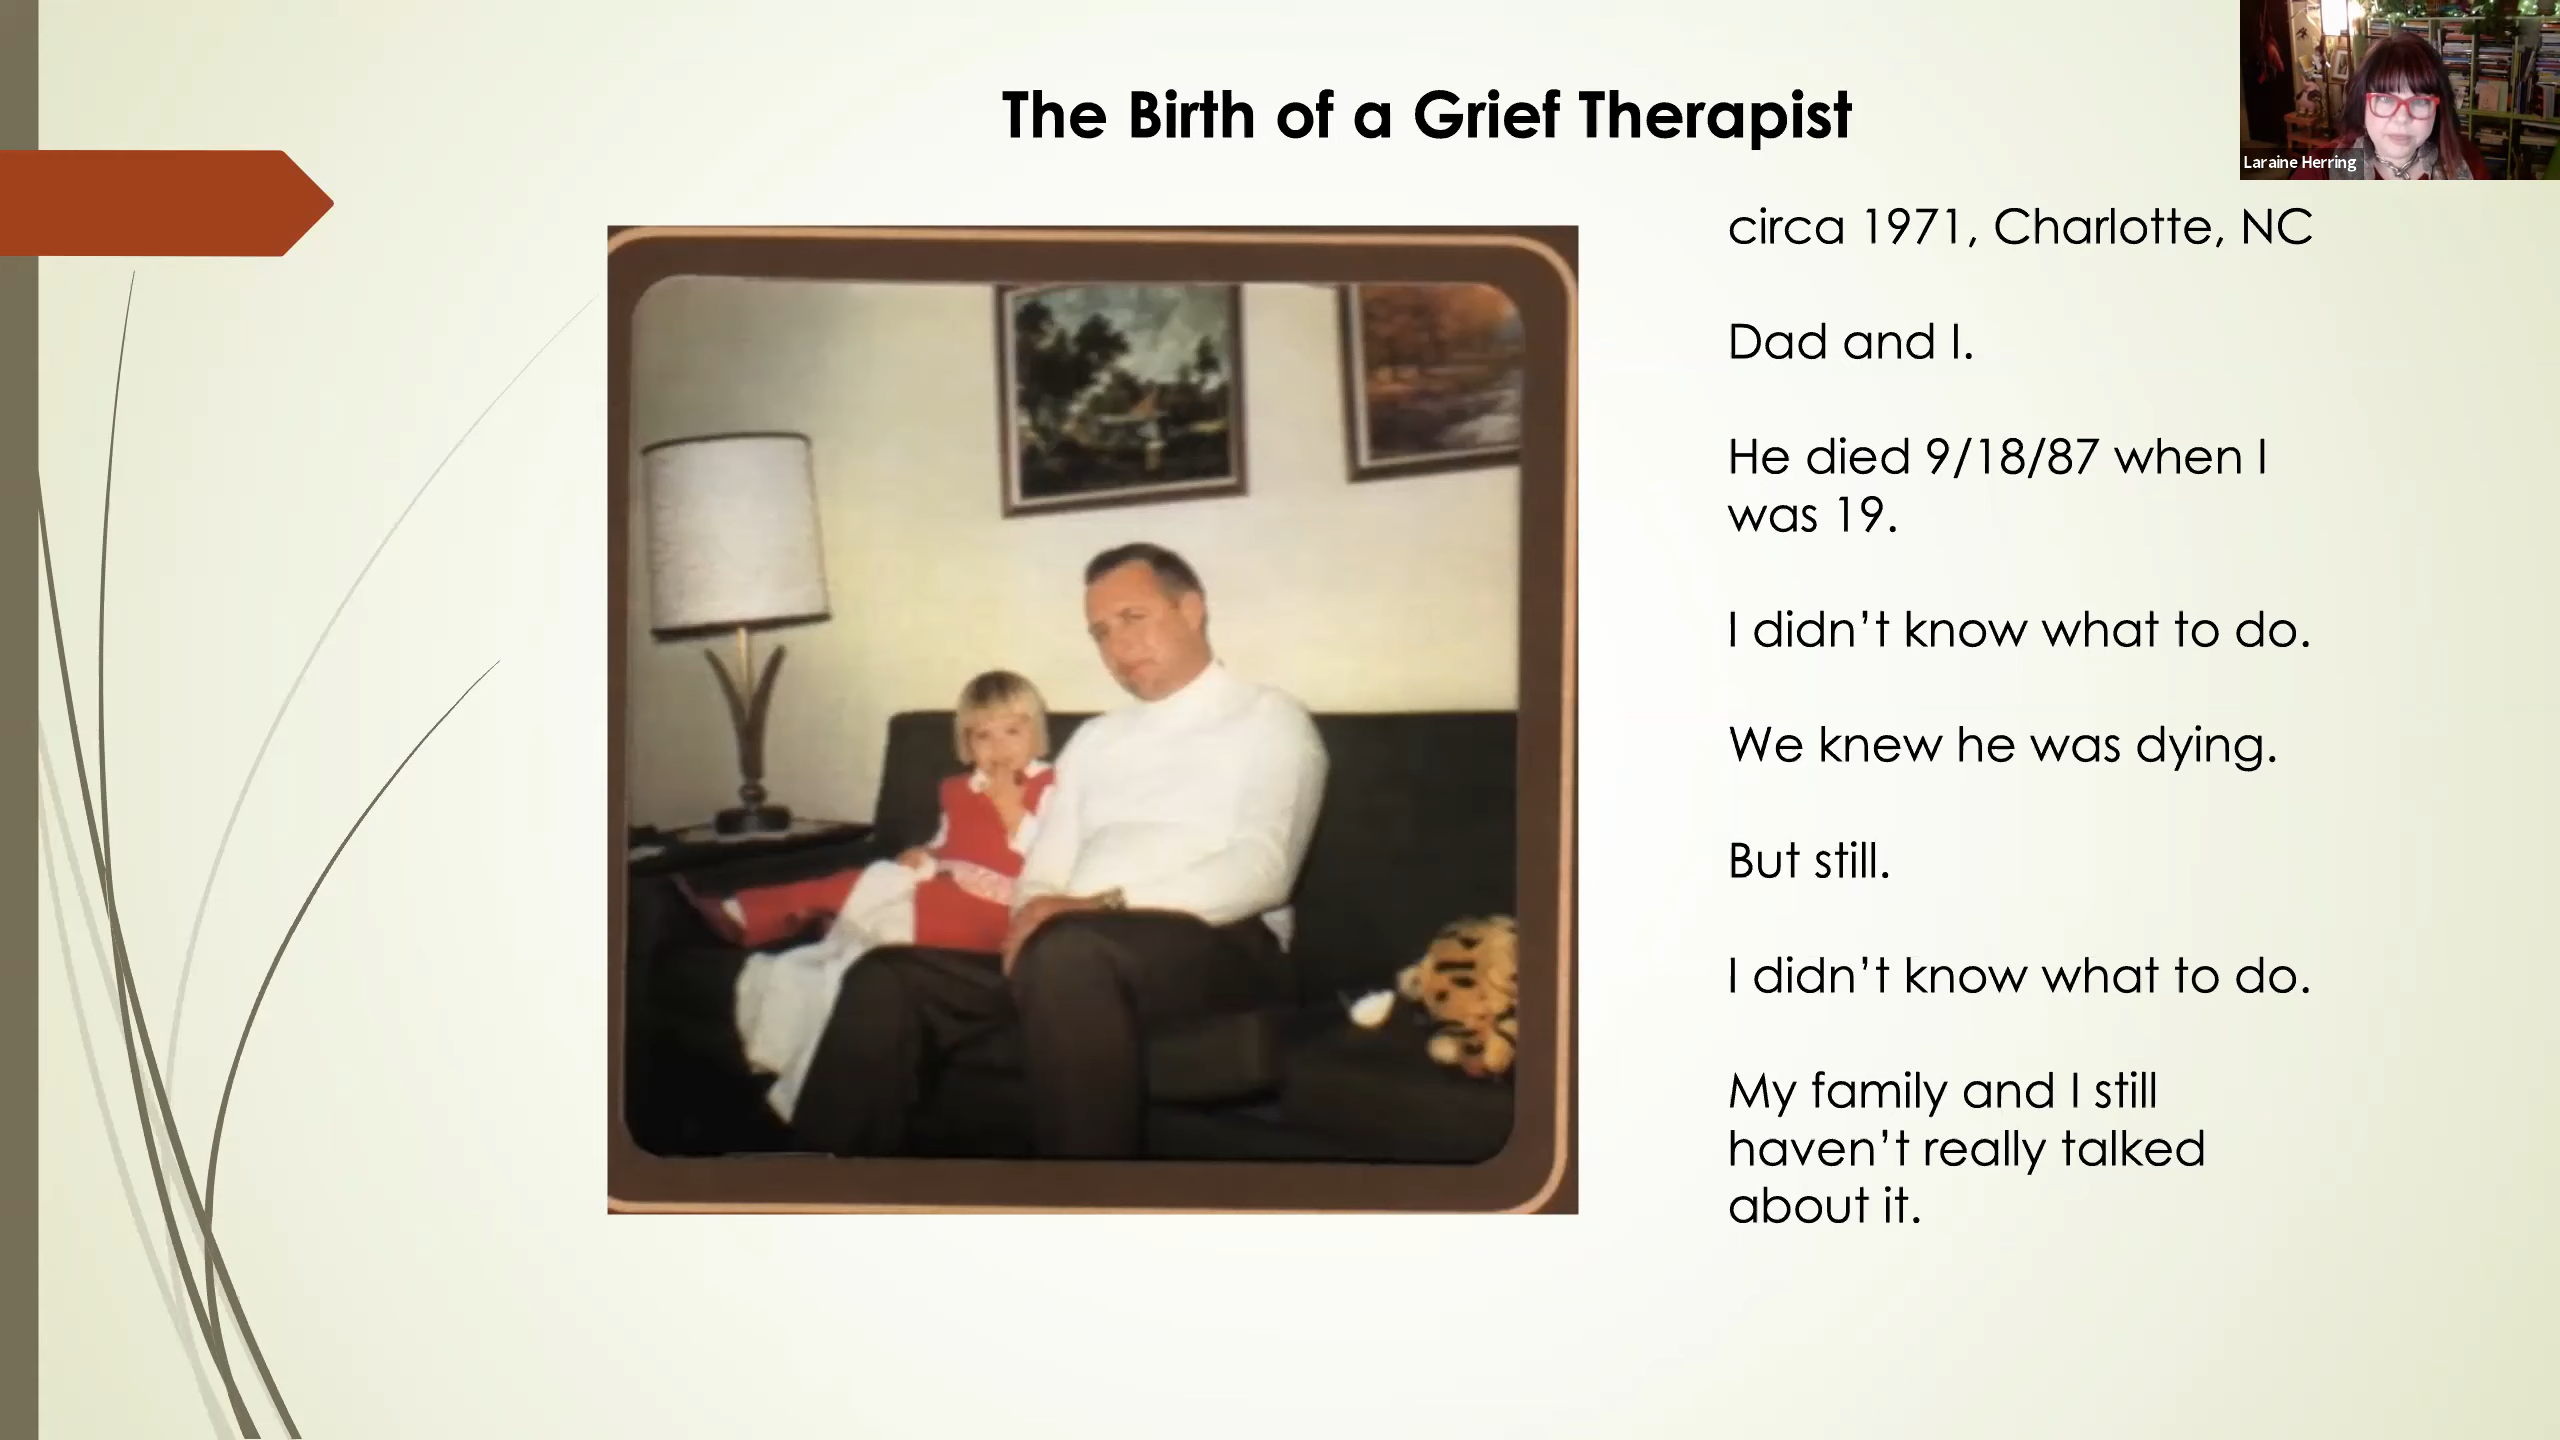 The Birth of a Grief Therapist
Laraine Herring
circa 1971, Charlotte, NC
Dad and I.
He died 9/18/87 when I
was 19.
I didn’t know what to do.
We knew he was dying.
But still.
I didn’t know what to do.
My family and I still
haven’t really talked
about it.